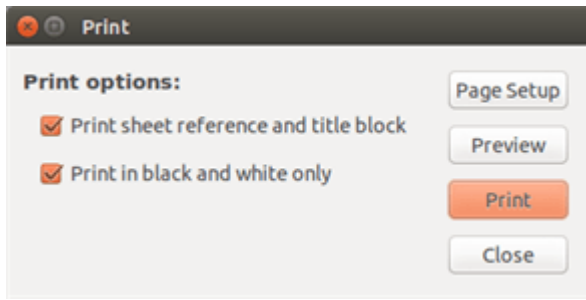 Print
Print options:
Print sheet reference and title block
Print in black and white only
Page Setup
Preview
Print
Close